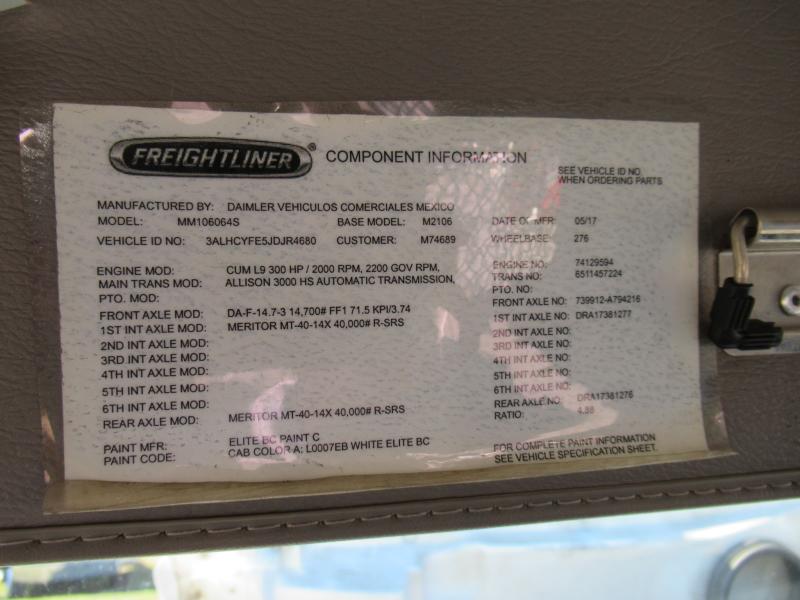 FREIGHTLINER® COMPONENT INFORMATION
SEE VEHICLE ID NO.
WHEN ORDERING PARTS
MANUFACTURED BY: DAIMLER VEHICULOS COMERCIALES MEXICO
MODEL: MM106064S BASE MODEL: M2106 DATE OF MFR: 05/17
VEHICLE ID NO: 3ALHCYFE5JDJR4680 CUSTOMER: M74689 WHEELBASE: 276
ENGINE MOD: CUM L9 300 HP / 2000 RPM, 2200 GOV RPM, ENGINE NO: 74129594
MAIN TRANS MOD: ALLISON 3000 HS AUTOMATIC TRANSMISSION, TRANS NO: 6511457224
PTO. MOD: PTO. NO:
FRONT AXLE MOD: DA-F-14.7-3 14,700# FF1 71.5 KPI/3.74 FRONT AXLE NO: 739912-A794216
1ST INT AXLE MOD: MERITOR MT-40-14X 40,000# R-SRS 1ST INT AXLE NO: DRA17381277
2ND INT AXLE MOD: 2ND INT AXLE NO:
3RD INT AXLE MOD: 3RD INT AXLE NO:
4TH INT AXLE MOD: 4TH INT AXLE NO:
5TH INT AXLE MOD: 5TH INT AXLE NO:
6TH INT AXLE MOD: 6TH INT AXLE NO:
REAR AXLE MOD: MERITOR MT-40-14X 40,000# R-SRS REAR AXLE NO: DRA17381276
RATIO: 4.88
PAINT MFR: ELITE BC PAINT C
PAINT CODE: CAB COLOR A: L0007EB WHITE ELITE BC
FOR COMPLETE PAINT INFORMATION
SEE VEHICLE SPECIFICATION SHEET.